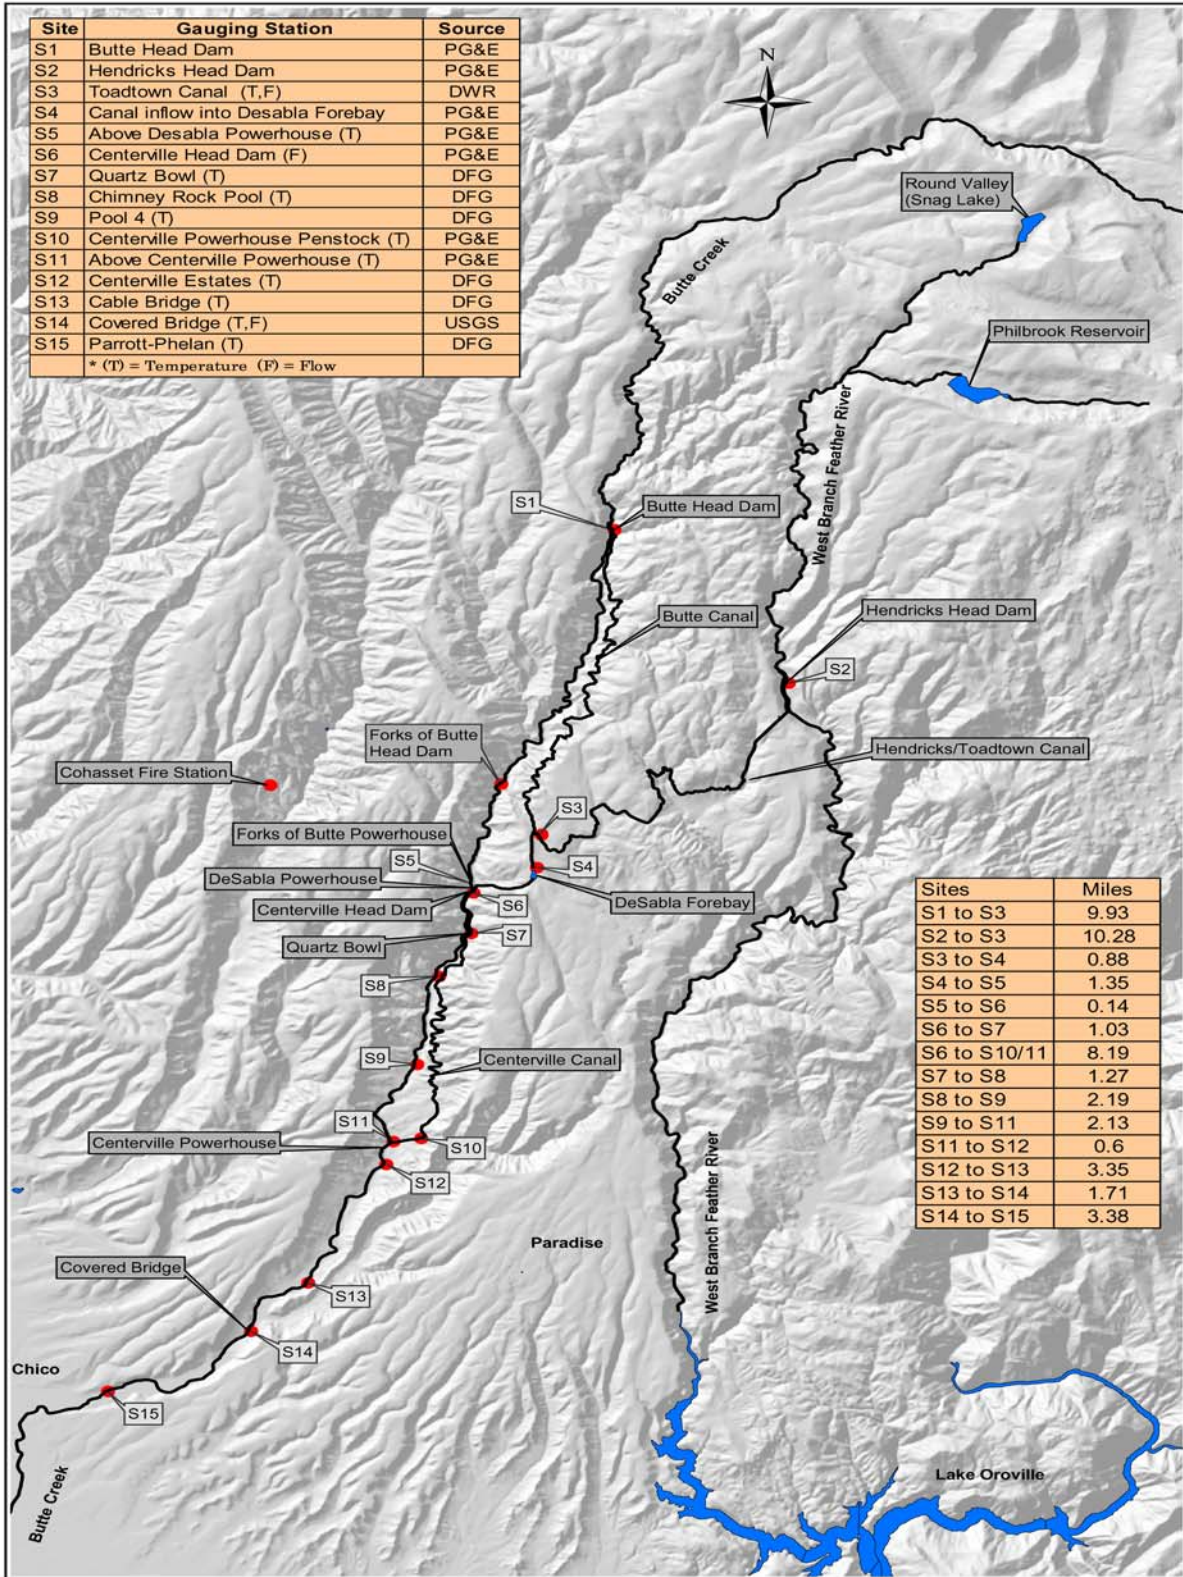 Site Gauging Station Source
S1 Butte Head Dam PG&E
S2 Hendricks Head Dam PG&E
S3 Toadtown Canal (T,F) DWR
S4 Canal inflow into Desabla Forebay PG&E
S5 Above Desabla Powerhouse (T) PG&E
S6 Centerville Head Dam (F) PG&E
S7 Quartz Bowl (T) DFG
S8 Chimney Rock Pool (T) DFG
S9 Pool 4 (T) DFG
S10 Centerville Powerhouse Penstock (T) PG&E
S11 Above Centerville Powerhouse (T) PG&E
S12 Centerville Estates (T) DFG
S13 Cable Bridge (T) DFG
S14 Covered Bridge (T,F) USGS
S15 Parrott-Phelan (T) DFG
* (T) = Temperature (F) = Flow
N
Round Valley
(Snag Lake)
Butte Creek
Philbrook Reservoir
West Branch Feather River
S1
Butte Head Dam
Butte Canal
Hendricks Head Dam
S2
Forks of Butte
Head Dam
Hendricks/Toadtown Canal
Cohasset Fire Station
S3
Forks of Butte Powerhouse
S5
S4
DeSabla Powerhouse
DeSabla Forebay
Centerville Head Dam
S6
Quartz Bowl
S7
S8
S9
Centerville Canal
S11
Centerville Powerhouse
S10
S12
Sites Miles
S1 to S3 9.93
S2 to S3 10.28
S3 to S4 0.88
S4 to S5 1.35
S5 to S6 0.14
S6 to S7 1.03
S6 to S10/11 8.19
S7 to S8 1.27
S8 to S9 2.19
S9 to S11 2.13
S11 to S12 0.6
S12 to S13 3.35
S13 to S14 1.71
S14 to S15 3.38
West Branch Feather River
Paradise
Covered Bridge
S13
S14
Chico
S15
Lake Oroville
Butte Creek